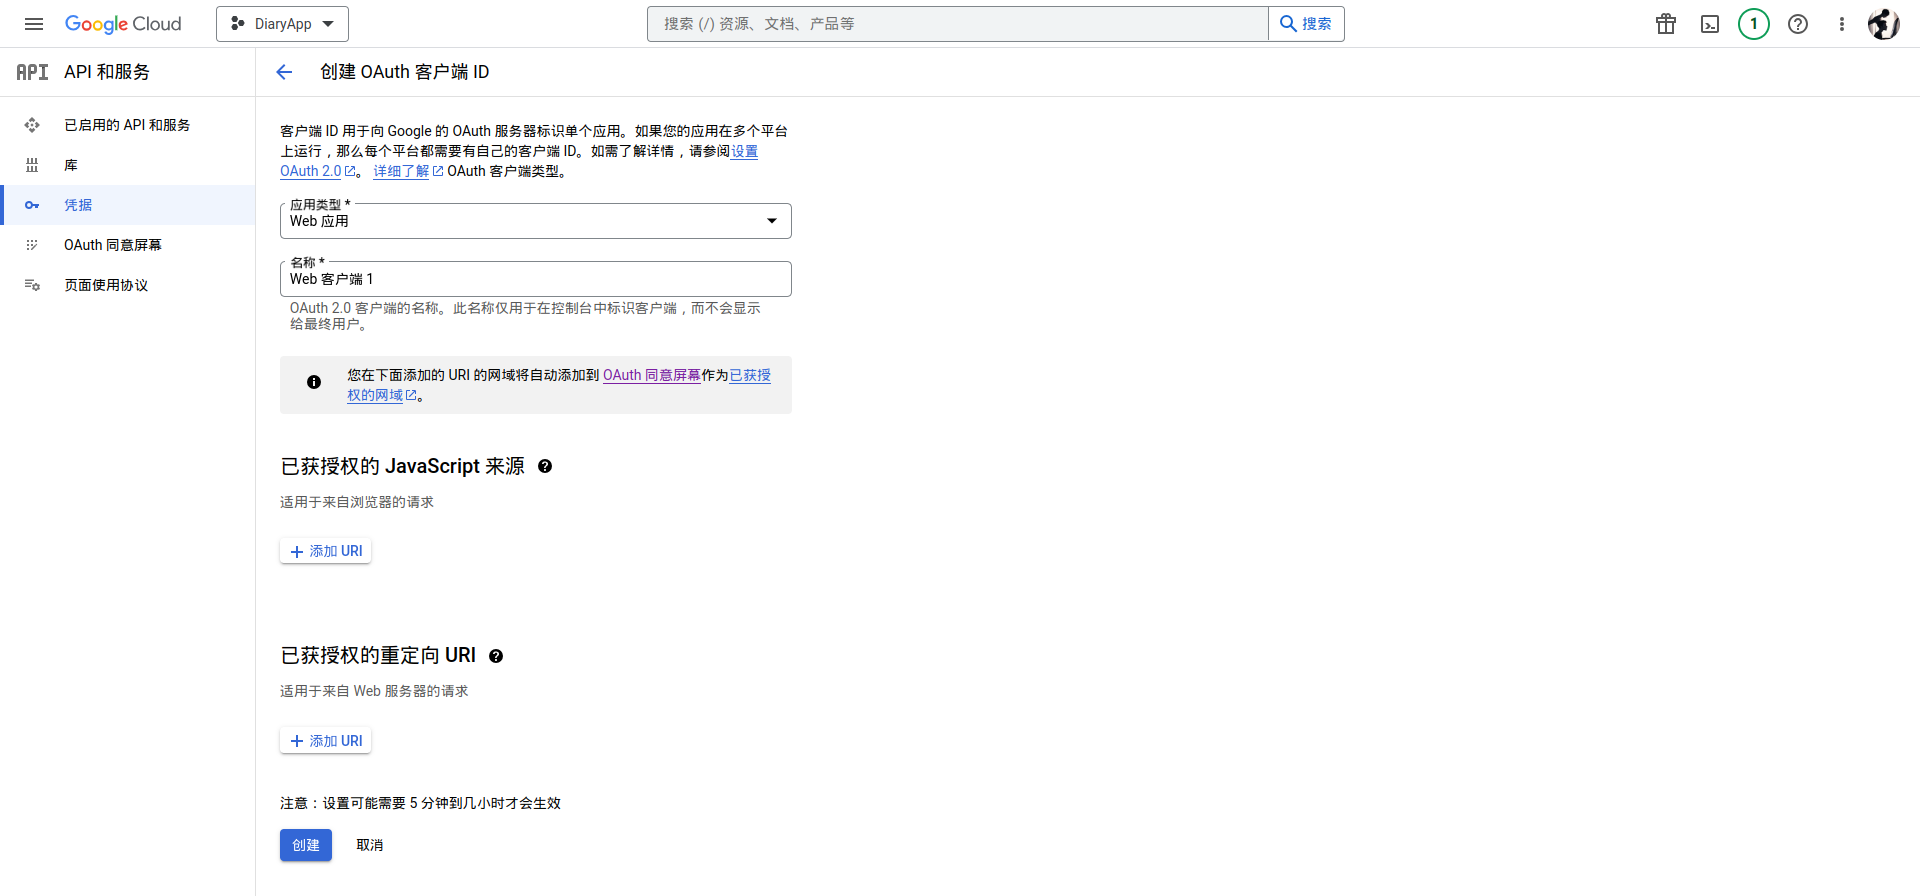 Google Cloud
DiaryApp
搜索 (/) 资源、文档、产品等
搜索
1
API
API 和服务
创建 OAuth 客户端 ID
已启用的 API 和服务
库
凭据
OAuth 同意屏幕
页面使用协议
客户端 ID 用于向 Google 的 OAuth 服务器标识单个应用。如果您的应用在多个平台
上运行，那么每个平台都需要有自己的客户端 ID。如需了解详情，请参阅设置
OAuth 2.0。 详细了解 OAuth 客户端类型。
应用类型 *
Web 应用
名称 *
Web 客户端 1
OAuth 2.0 客户端的名称。此名称仅用于在控制台中标识客户端，而不会显示
给最终用户。
您在下面添加的 URI 的网域将自动添加到 OAuth 同意屏幕作为已获授
权的网域。
已获授权的 JavaScript 来源
适用于来自浏览器的请求
添加 URI
已获授权的重定向 URI
适用于来自 Web 服务器的请求
添加 URI
注意：设置可能需要 5 分钟到几小时才会生效
创建
取消